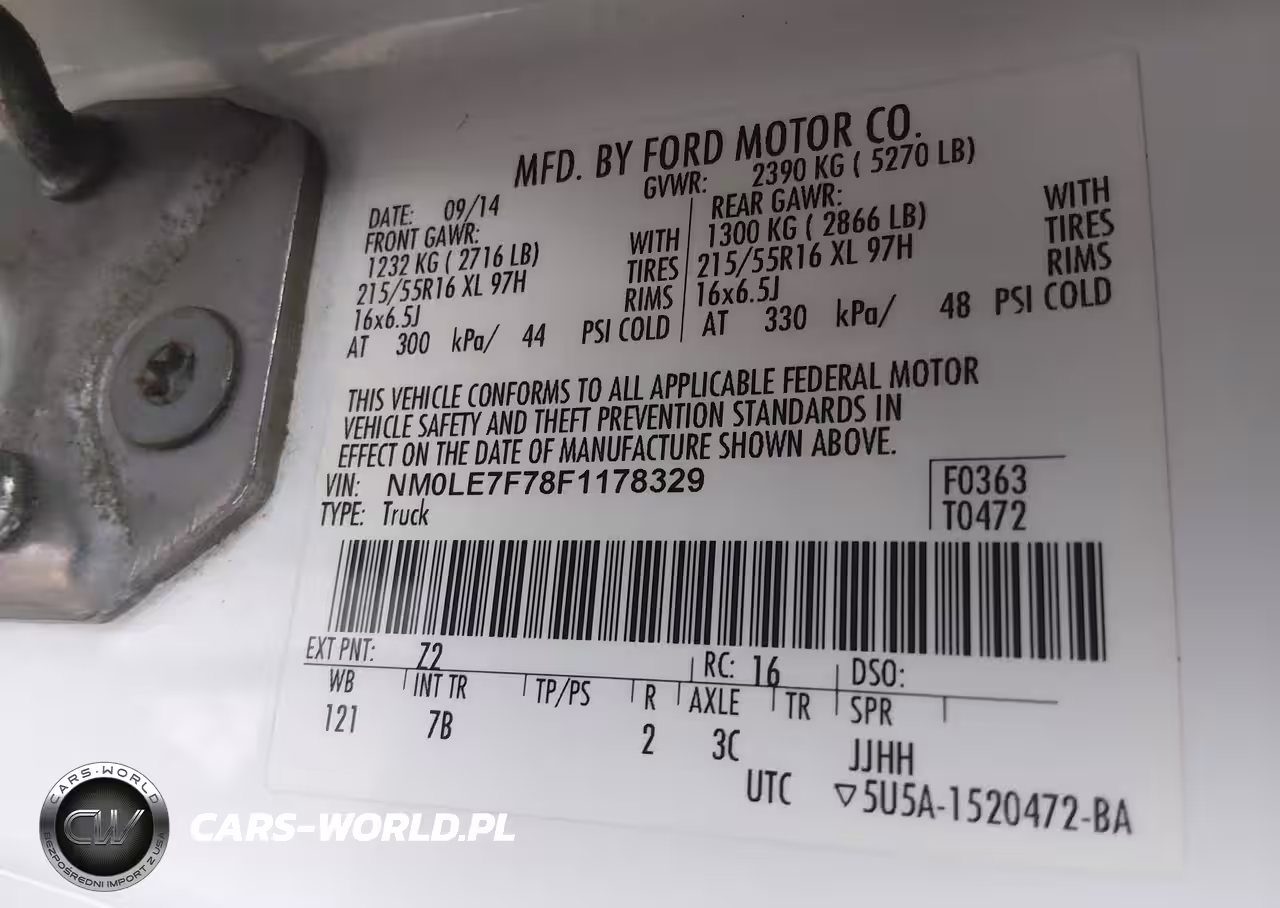 MFD. BY FORD MOTOR CO.
DATE: 09/14 GVWR: 2390 KG ( 5270 LB)
FRONT GAWR: REAR GAWR:
1232 KG ( 2716 LB) WITH 1300 KG ( 2866 LB) WITH
215/55R16 XL 97H TIRES 215/55R16 XL 97H TIRES
16x6.5J RIMS 16x6.5J RIMS
AT 300 kPa/ 44 PSI COLD AT 330 kPa/ 48 PSI COLD
THIS VEHICLE CONFORMS TO ALL APPLICABLE FEDERAL MOTOR
VEHICLE SAFETY AND THEFT PREVENTION STANDARDS IN
EFFECT ON THE DATE OF MANUFACTURE SHOWN ABOVE.
VIN: NM0LE7F78F1178329 F0363
TYPE: Truck T0472
EXT PNT: Z2 RC: 16 DSO:
WB INT TR TP/PS R AXLE TR SPR
121 7B 2 3C JJHH
UTC ▽5U5A-1520472-BA
CARS-WORLD
CW
BEZPOŚREDNI IMPORT Z USA
CARS-WORLD.PL